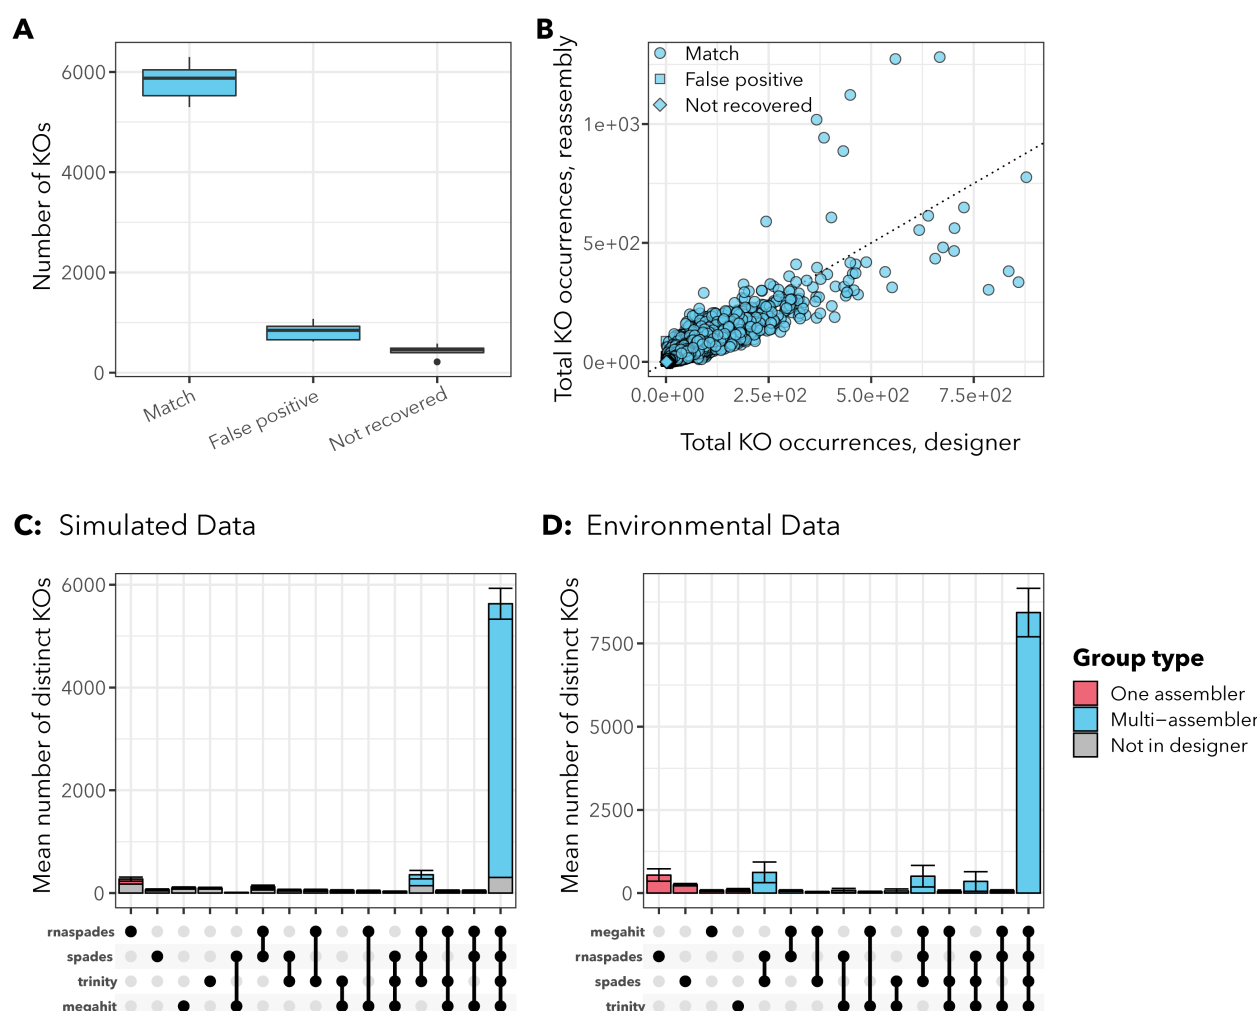 A
Number of KOs
6000
4000
2000
0
Match
False positive
Not recovered
B
Total KO occurrences, reassembly
Match
False positive
Not recovered
1e+03
5e+02
0e+00
0.0e+00 2.5e+02 5.0e+02 7.5e+02
Total KO occurrences, designer
C: Simulated Data
Mean number of distinct KOs
6000
4000
2000
0
rnaspades
spades
trinity
megahit
D: Environmental Data
Mean number of distinct KOs
7500
5000
2500
0
megahit
rnaspades
spades
trinity
Group type
One assembler
Multi−assembler
Not in designer